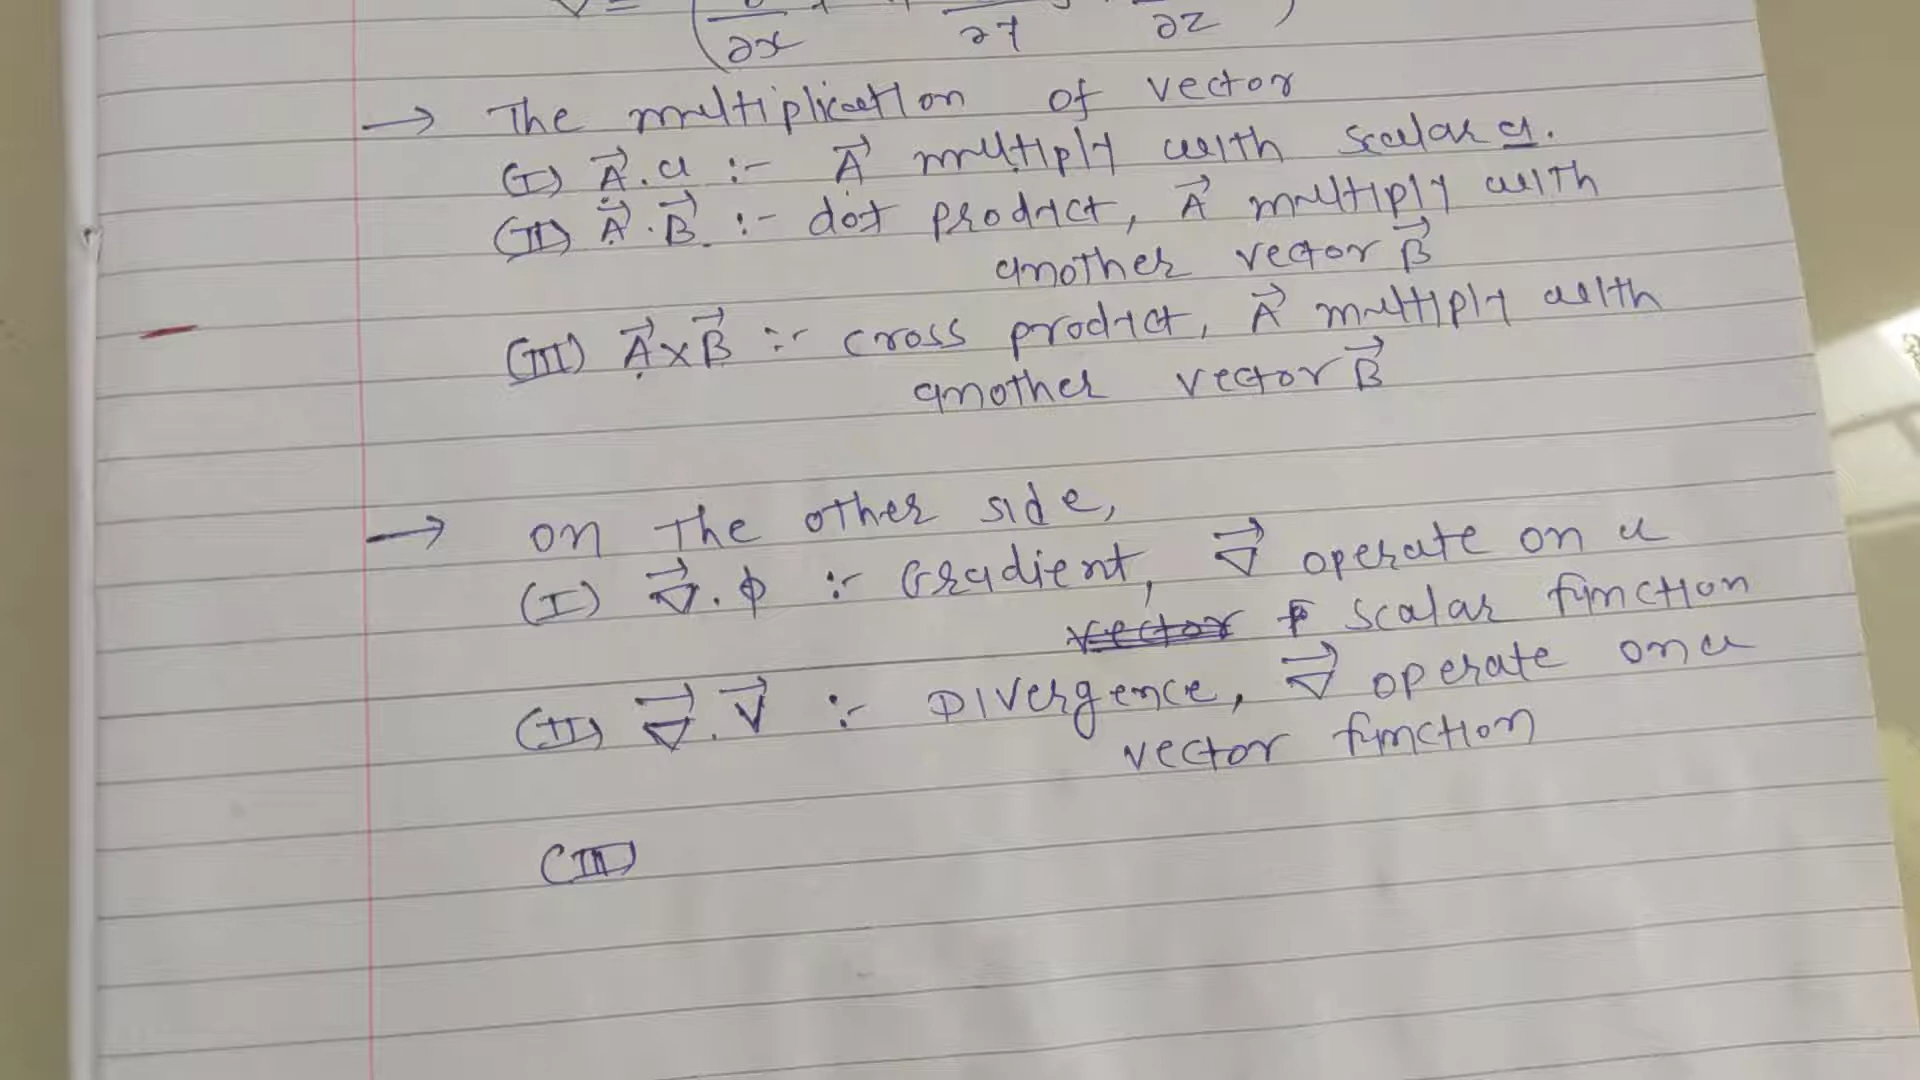 ∂x ∂y ∂z
→ The multiplication of vector
(I) A⃗.a :- A⃗ multiply with scalar a.
(II) A⃗.B⃗ :- dot product, A⃗ multiply with
another vector B⃗
(III) A⃗×B⃗ :- cross product, A⃗ multiply with
another vector B⃗
→ on the other side,
(I) ∇⃗.ϕ :- Gradient, ∇⃗ operate on a
scalar function
(II) ∇⃗.V⃗ :- Divergence, ∇⃗ operate on a
vector function
(III)